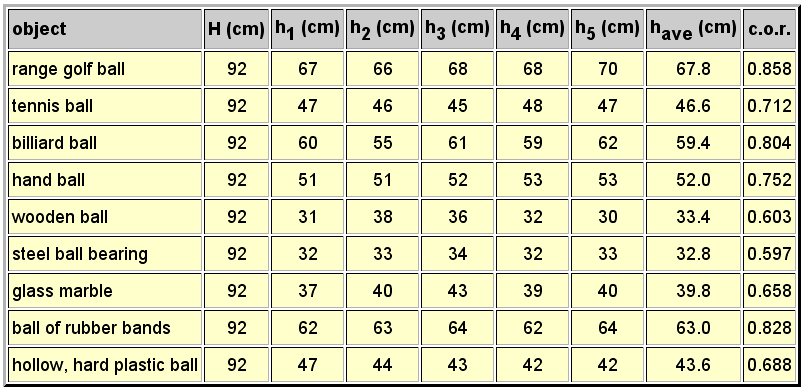 object H (cm) h1 (cm) h2 (cm) h3 (cm) h4 (cm) h5 (cm) have (cm) c.o.r.
range golf ball 92 67 66 68 68 70 67.8 0.858
tennis ball 92 47 46 45 48 47 46.6 0.712
billiard ball 92 60 55 61 59 62 59.4 0.804
hand ball 92 51 51 52 53 53 52.0 0.752
wooden ball 92 31 38 36 32 30 33.4 0.603
steel ball bearing 92 32 33 34 32 33 32.8 0.597
glass marble 92 37 40 43 39 40 39.8 0.658
ball of rubber bands 92 62 63 64 62 64 63.0 0.828
hollow, hard plastic ball 92 47 44 43 42 42 43.6 0.688